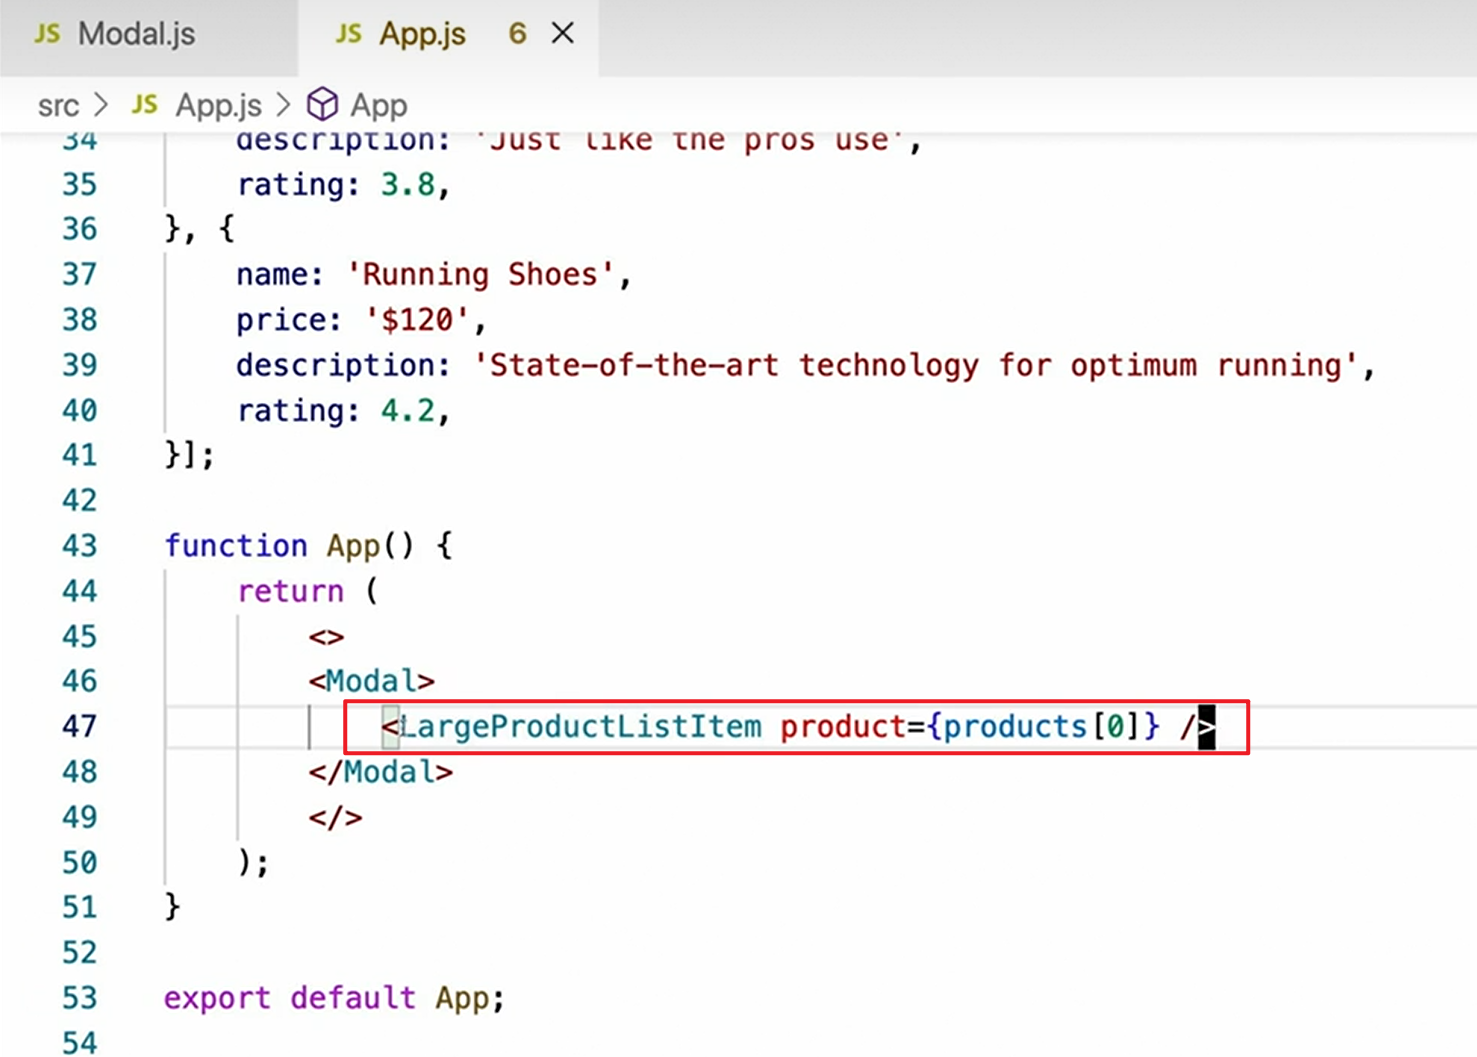 JS Modal.js JS App.js 6 ×
src > JS App.js > App
34 description: 'Just like the pros use',
35 rating: 3.8,
36 }, {
37 name: 'Running Shoes',
38 price: '$120',
39 description: 'State-of-the-art technology for optimum running',
40 rating: 4.2,
41 }];
42
43 function App() {
44 return (
45 <>
46 <Modal>
47 <LargeProductListItem product={products[0]} />
48 </Modal>
49 </>
50 );
51 }
52
53 export default App;
54